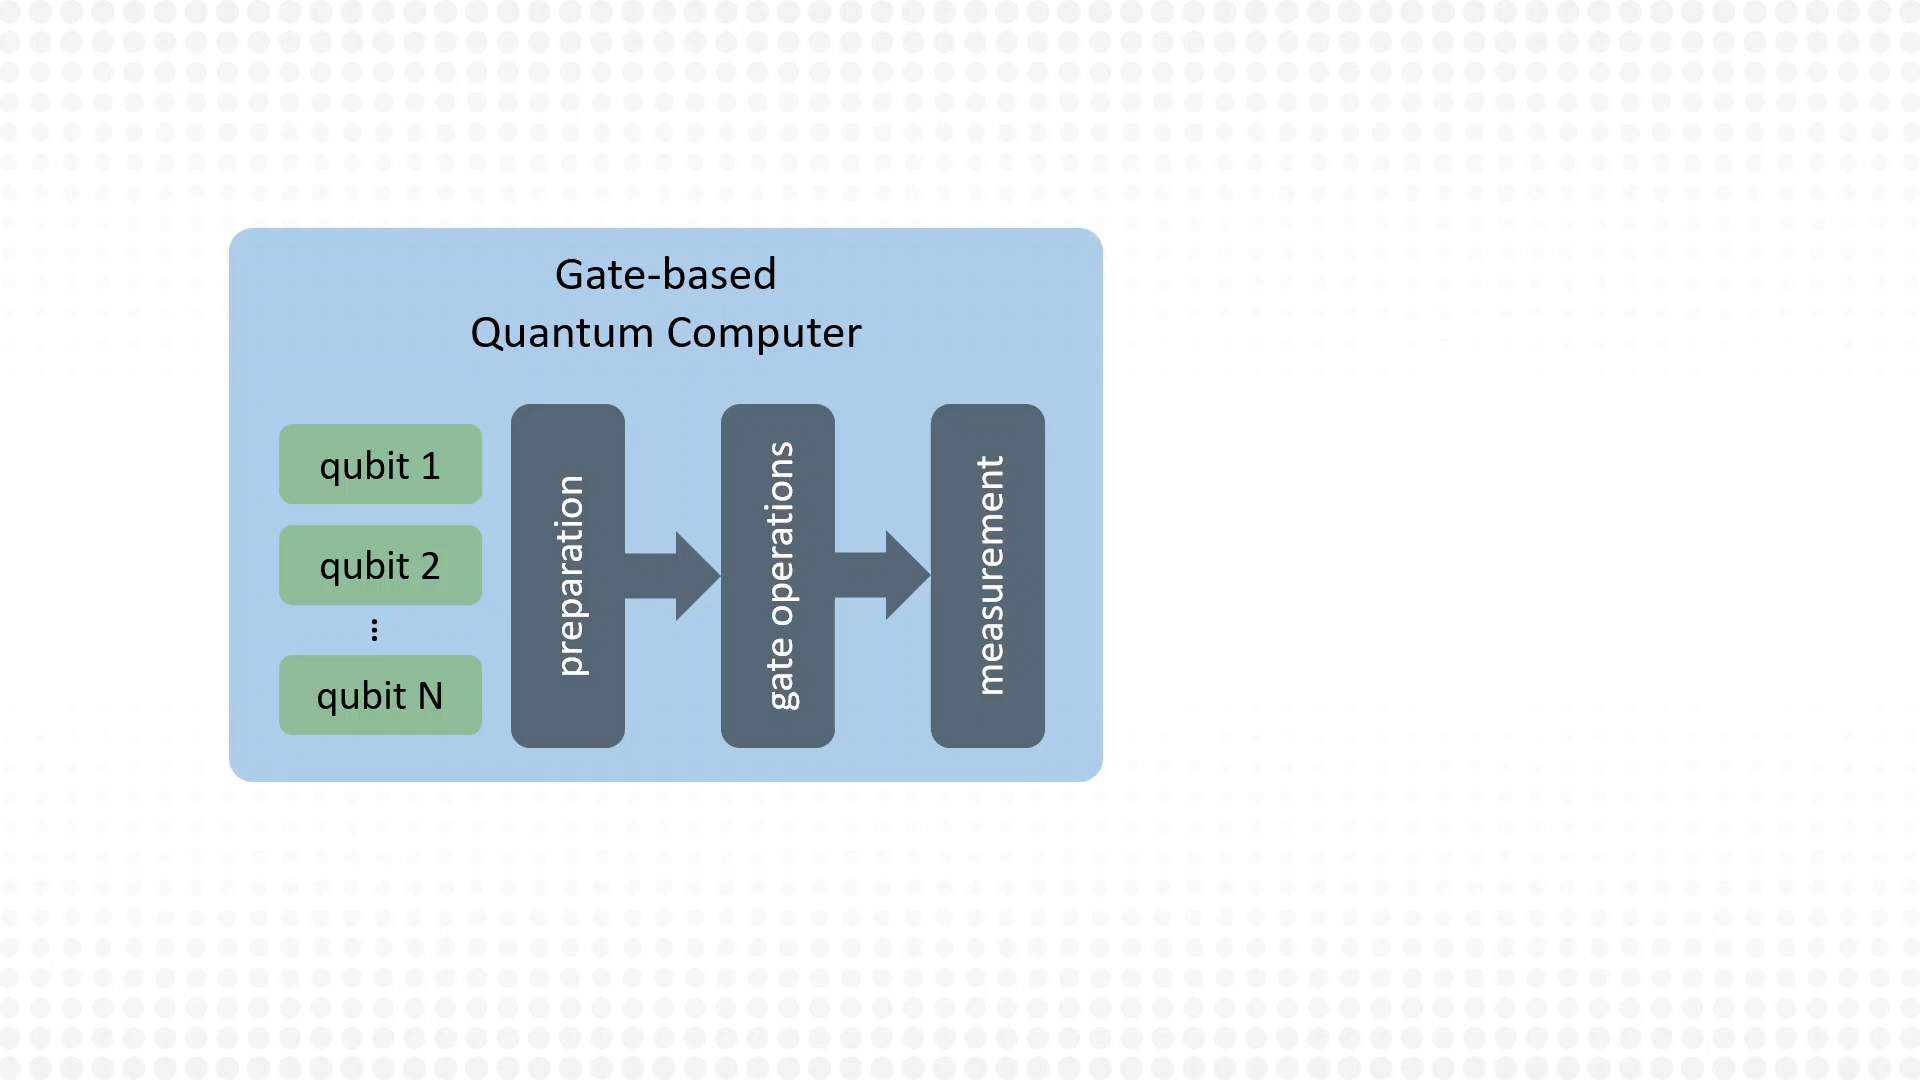 Gate-based
Quantum Computer
qubit 1
qubit 2
⋮
qubit N
preparation
gate operations
measurement